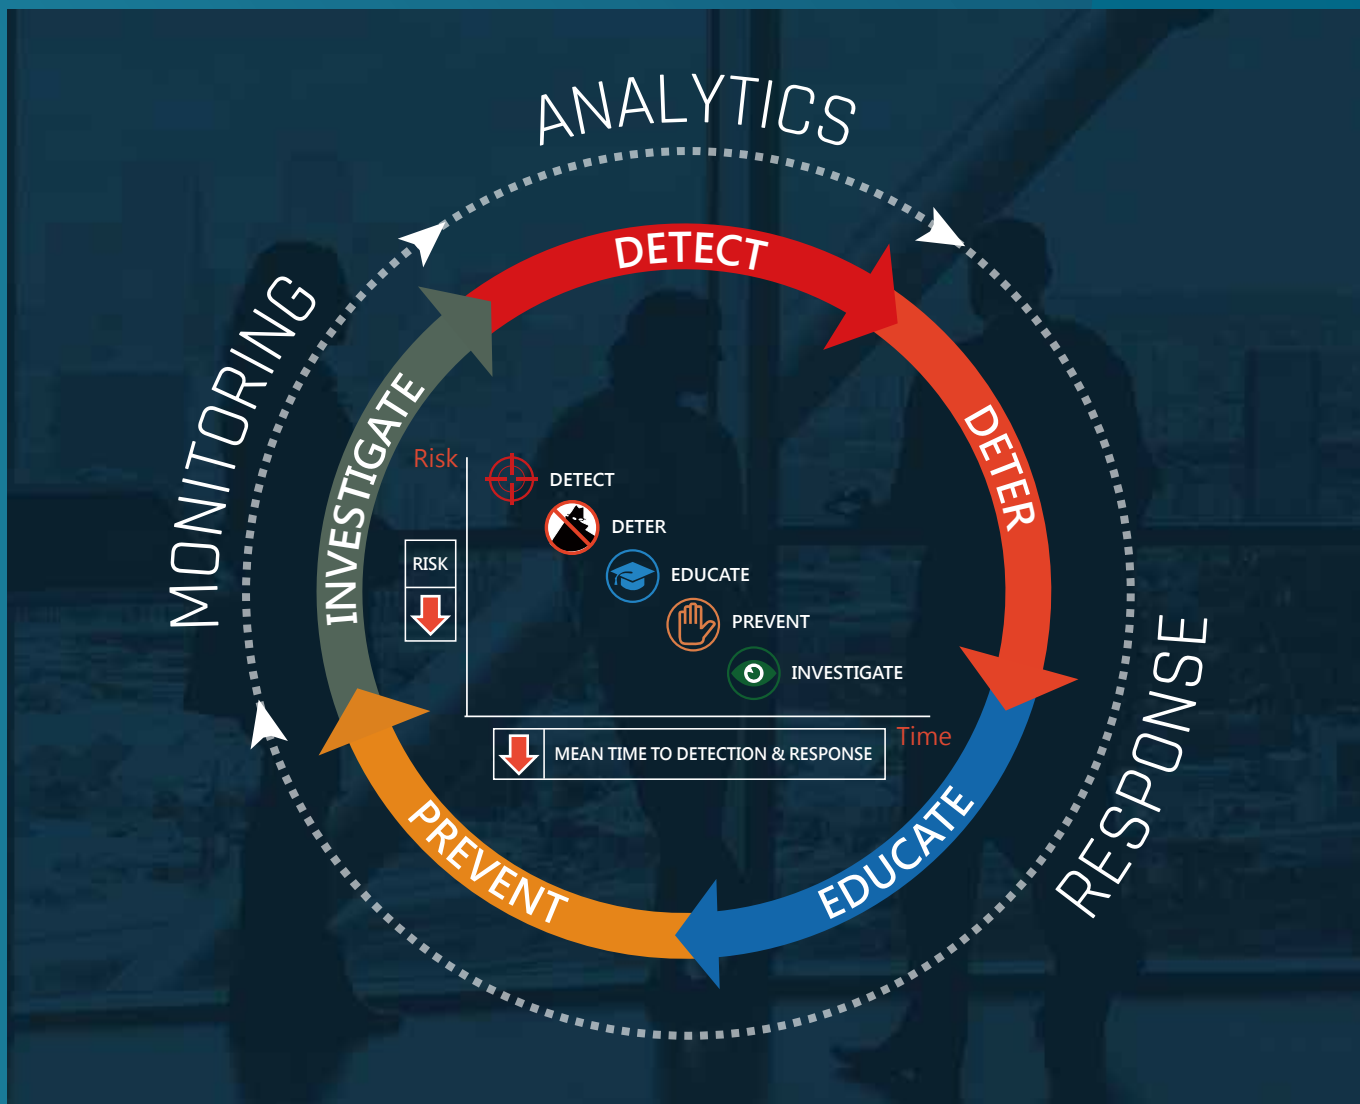 ANALYTICS
MONITORING
RESPONSE
DETECT
DETER
EDUCATE
PREVENT
INVESTIGATE
Risk
DETECT
DETER
EDUCATE
PREVENT
INVESTIGATE
RISK
Time
MEAN TIME TO DETECTION & RESPONSE